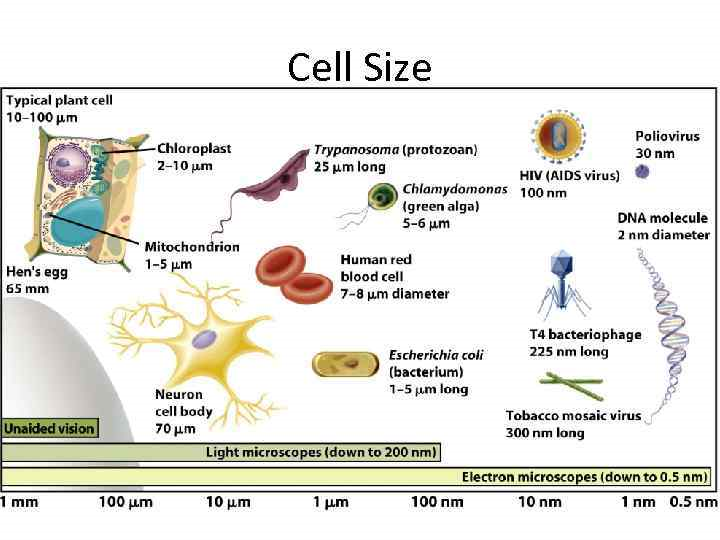 Cell Size
Typical plant cell
10–100 μm
Chloroplast
2–10 μm
Mitochondrion
1–5 μm
Hen's egg
65 mm
Trypanosoma (protozoan)
25 μm long
Chlamydomonas
(green alga)
5–6 μm
Human red
blood cell
7–8 μm diameter
Neuron
cell body
70 μm
Escherichia coli
(bacterium)
1–5 μm long
HIV (AIDS virus)
100 nm
Poliovirus
30 nm
DNA molecule
2 nm diameter
T4 bacteriophage
225 nm long
Tobacco mosaic virus
300 nm long
Unaided vision
Light microscopes (down to 200 nm)
Electron microscopes (down to 0.5 nm)
1 mm 100 μm 10 μm 1 μm 100 nm 10 nm 1 nm 0.5 nm